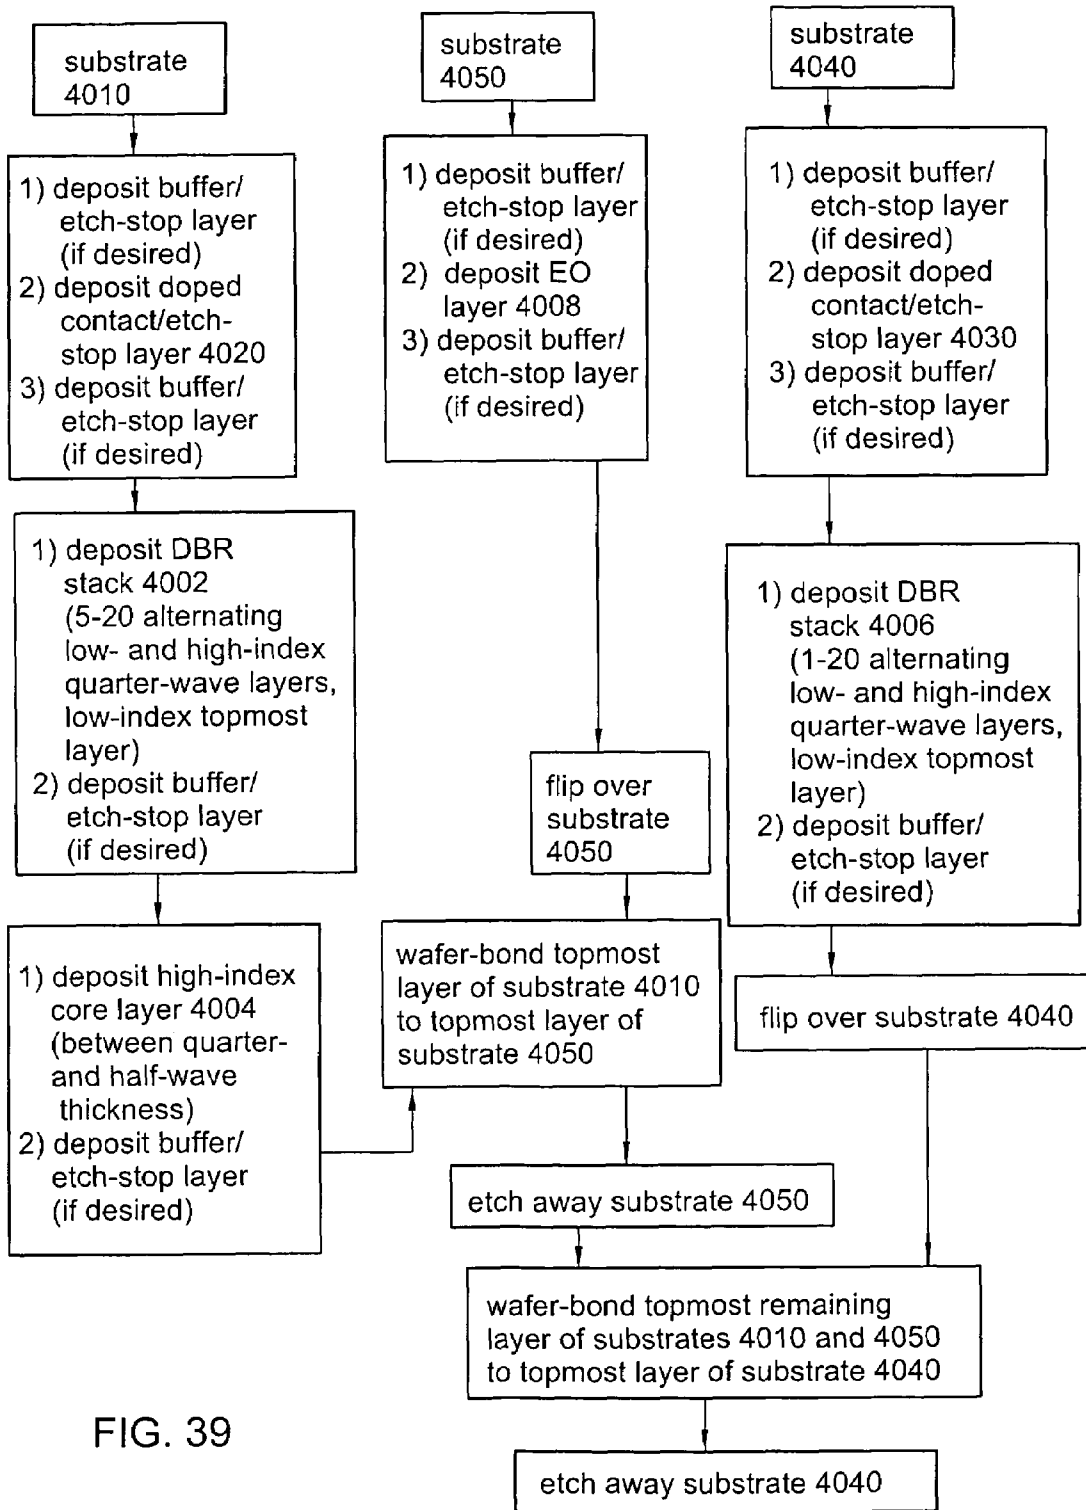 substrate
4010
1) deposit buffer/
etch-stop layer
(if desired)
2) deposit doped
contact/etch-
stop layer 4020
3) deposit buffer/
etch-stop layer
(if desired)
1) deposit DBR
stack 4002
(5-20 alternating
low- and high-index
quarter-wave layers,
low-index topmost
layer)
2) deposit buffer/
etch-stop layer
(if desired)
1) deposit high-index
core layer 4004
(between quarter-
and half-wave
thickness)
2) deposit buffer/
etch-stop layer
(if desired)
substrate
4050
1) deposit buffer/
etch-stop layer
(if desired)
2) deposit EO
layer 4008
3) deposit buffer/
etch-stop layer
(if desired)
flip over
substrate
4050
wafer-bond topmost
layer of substrate 4010
to topmost layer of
substrate 4050
etch away substrate 4050
substrate
4040
1) deposit buffer/
etch-stop layer
(if desired)
2) deposit doped
contact/etch-
stop layer 4030
3) deposit buffer/
etch-stop layer
(if desired)
1) deposit DBR
stack 4006
(1-20 alternating
low- and high-index
quarter-wave layers,
low-index topmost
layer)
2) deposit buffer/
etch-stop layer
(if desired)
flip over substrate 4040
wafer-bond topmost remaining
layer of substrates 4010 and 4050
to topmost layer of substrate 4040
etch away substrate 4040
FIG. 39